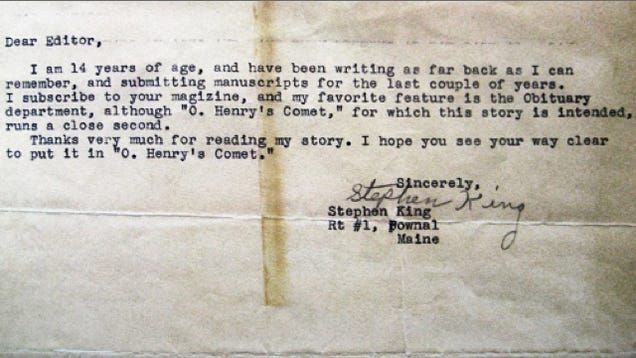 Dear Editor,
I am 14 years of age, and have been writing as far back as I can
remember, and submitting manuscripts for the last couple of years.
I subscribe to your magizine, and my favorite feature is the Obituary
department, although "O. Henry's Comet," for which this story is intended,
runs a close second.
Thanks very much for reading my story. I hope you see your way clear
to put it in "O. Henry's Comet."
Sincerely,
Stephen King
Stephen King
Rt #1, Pownal
Maine